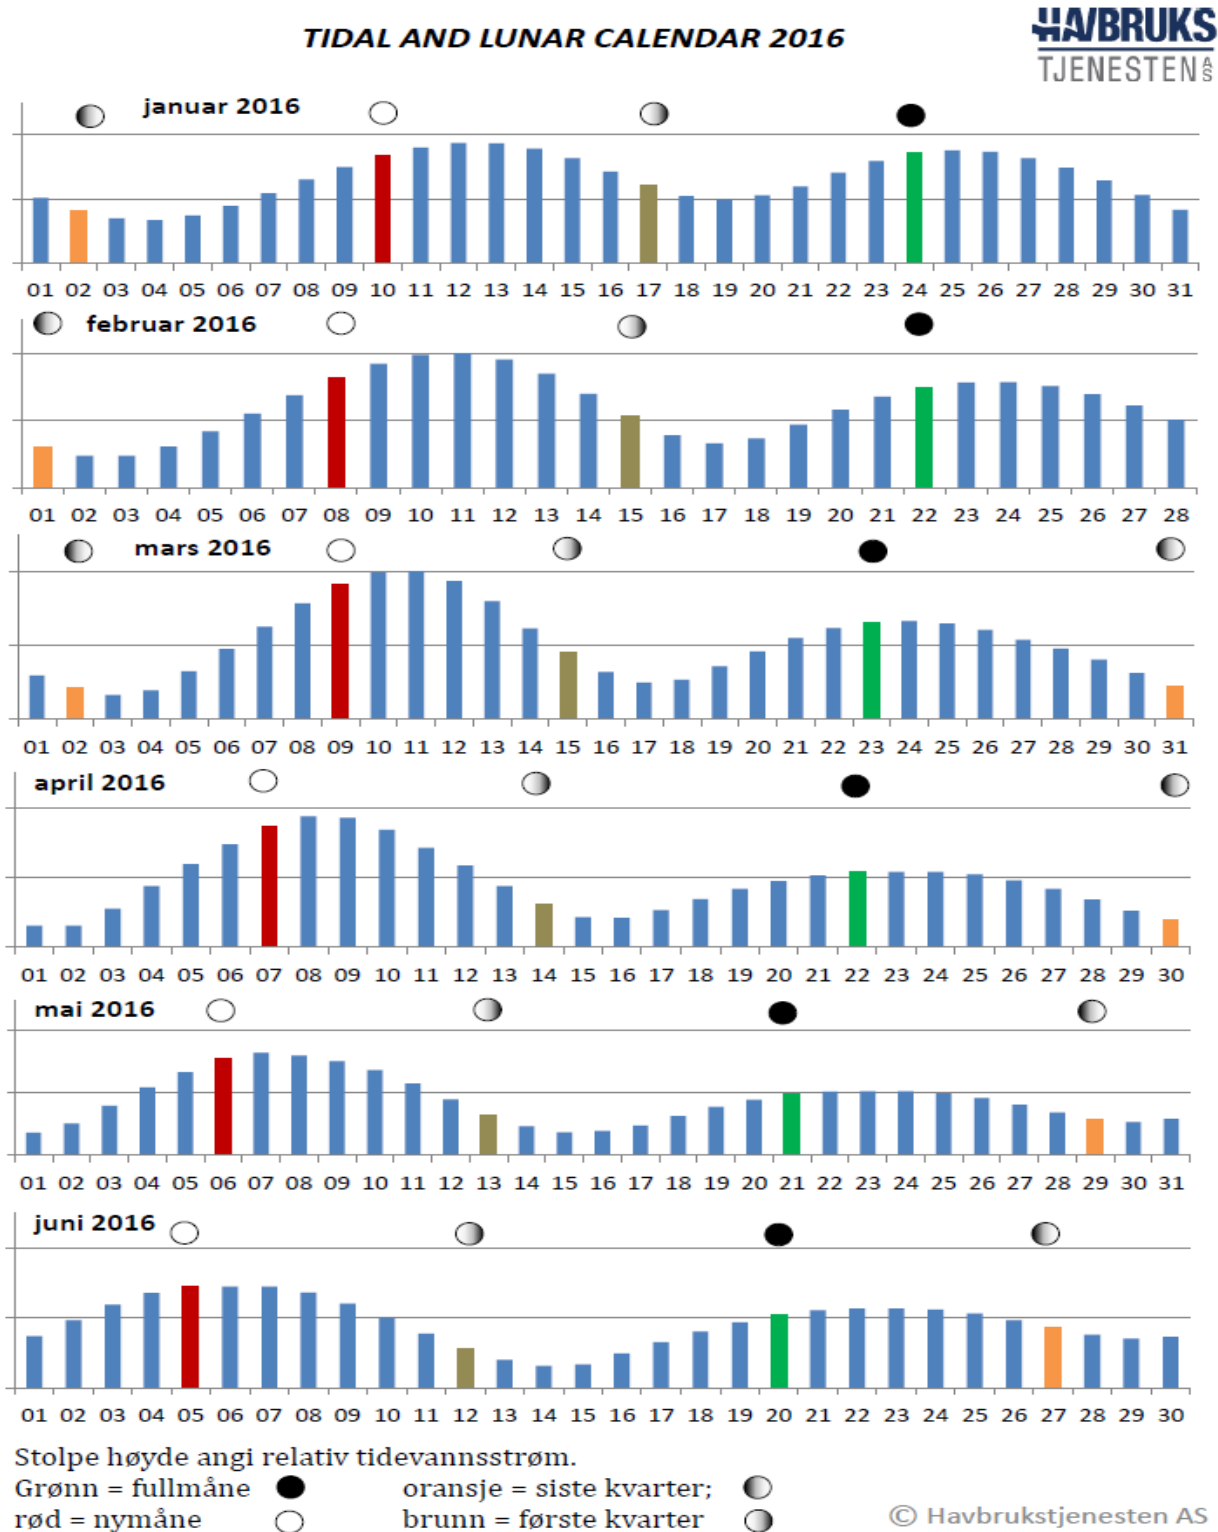 TIDAL AND LUNAR CALENDAR 2016
HAVBRUKS
TJENESTEN AS
januar 2016
01 02 03 04 05 06 07 08 09 10 11 12 13 14 15 16 17 18 19 20 21 22 23 24 25 26 27 28 29 30 31
februar 2016
01 02 03 04 05 06 07 08 09 10 11 12 13 14 15 16 17 18 19 20 21 22 23 24 25 26 27 28
mars 2016
01 02 03 04 05 06 07 08 09 10 11 12 13 14 15 16 17 18 19 20 21 22 23 24 25 26 27 28 29 30 31
april 2016
01 02 03 04 05 06 07 08 09 10 11 12 13 14 15 16 17 18 19 20 21 22 23 24 25 26 27 28 29 30
mai 2016
01 02 03 04 05 06 07 08 09 10 11 12 13 14 15 16 17 18 19 20 21 22 23 24 25 26 27 28 29 30 31
juni 2016
01 02 03 04 05 06 07 08 09 10 11 12 13 14 15 16 17 18 19 20 21 22 23 24 25 26 27 28 29 30
Stolpe høyde angi relativ tidevannsstrøm.
Grønn = fullmåne oransje = siste kvarter;
rød = nymåne brunn = første kvarter
© Havbrukstjenesten AS